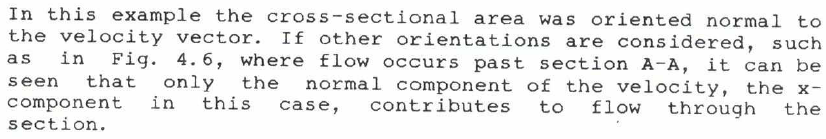 In this example the cross-sectional area was oriented normal to
the velocity vector. If other orientations are considered, such
as in Fig. 4.6, where flow occurs past section A-A, it can be
seen that only the normal component of the velocity, the x-
component in this case, contributes to flow through the
section.